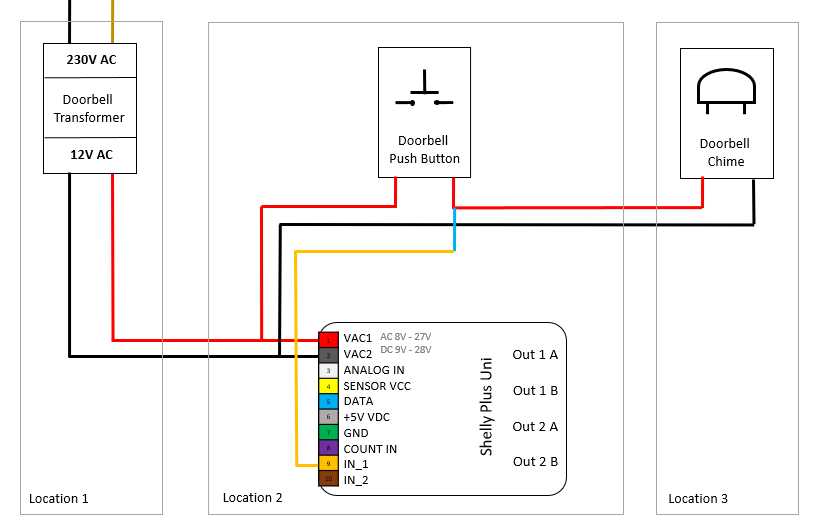 230V AC
Doorbell
Transformer
12V AC
Location 1
Doorbell
Push Button
1 VAC1 AC 8V - 27V
2 VAC2 DC 9V - 28V
3 ANALOG IN
4 SENSOR VCC
5 DATA
6 +5V VDC
7 GND
8 COUNT IN
9 IN_1
10 IN_2
Shelly Plus Uni
Out 1 A
Out 1 B
Out 2 A
Out 2 B
Location 2
Doorbell
Chime
Location 3